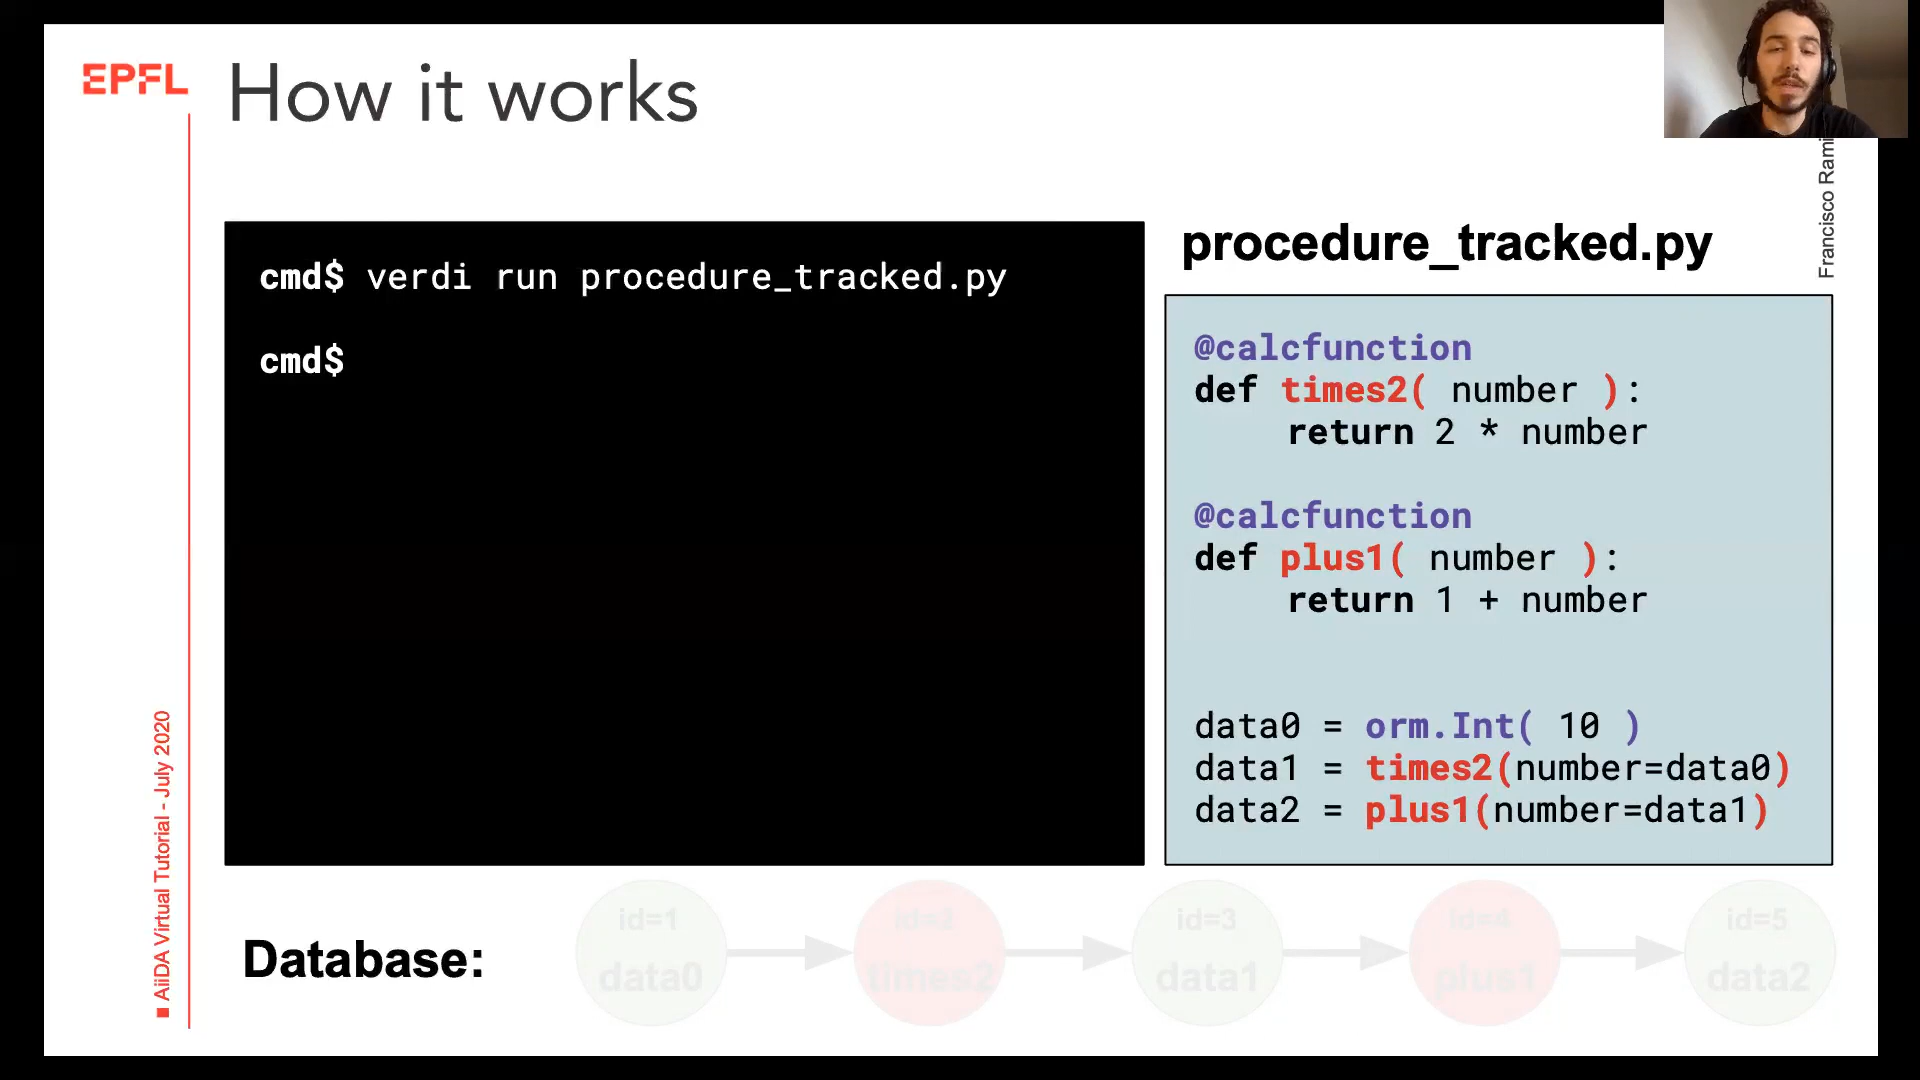 EPFL
How it works
Francisco Rami
procedure_tracked.py
cmd$ verdi run procedure_tracked.py
cmd$
@calcfunction
def times2( number ):
return 2 * number
@calcfunction
def plus1( number ):
return 1 + number
data0 = orm.Int( 10 )
data1 = times2(number=data0)
data2 = plus1(number=data1)
AiiDA Virtual Tutorial - July 2020
Database:
id=1
data0
id=2
times2
id=3
data1
id=4
plus1
id=5
data2